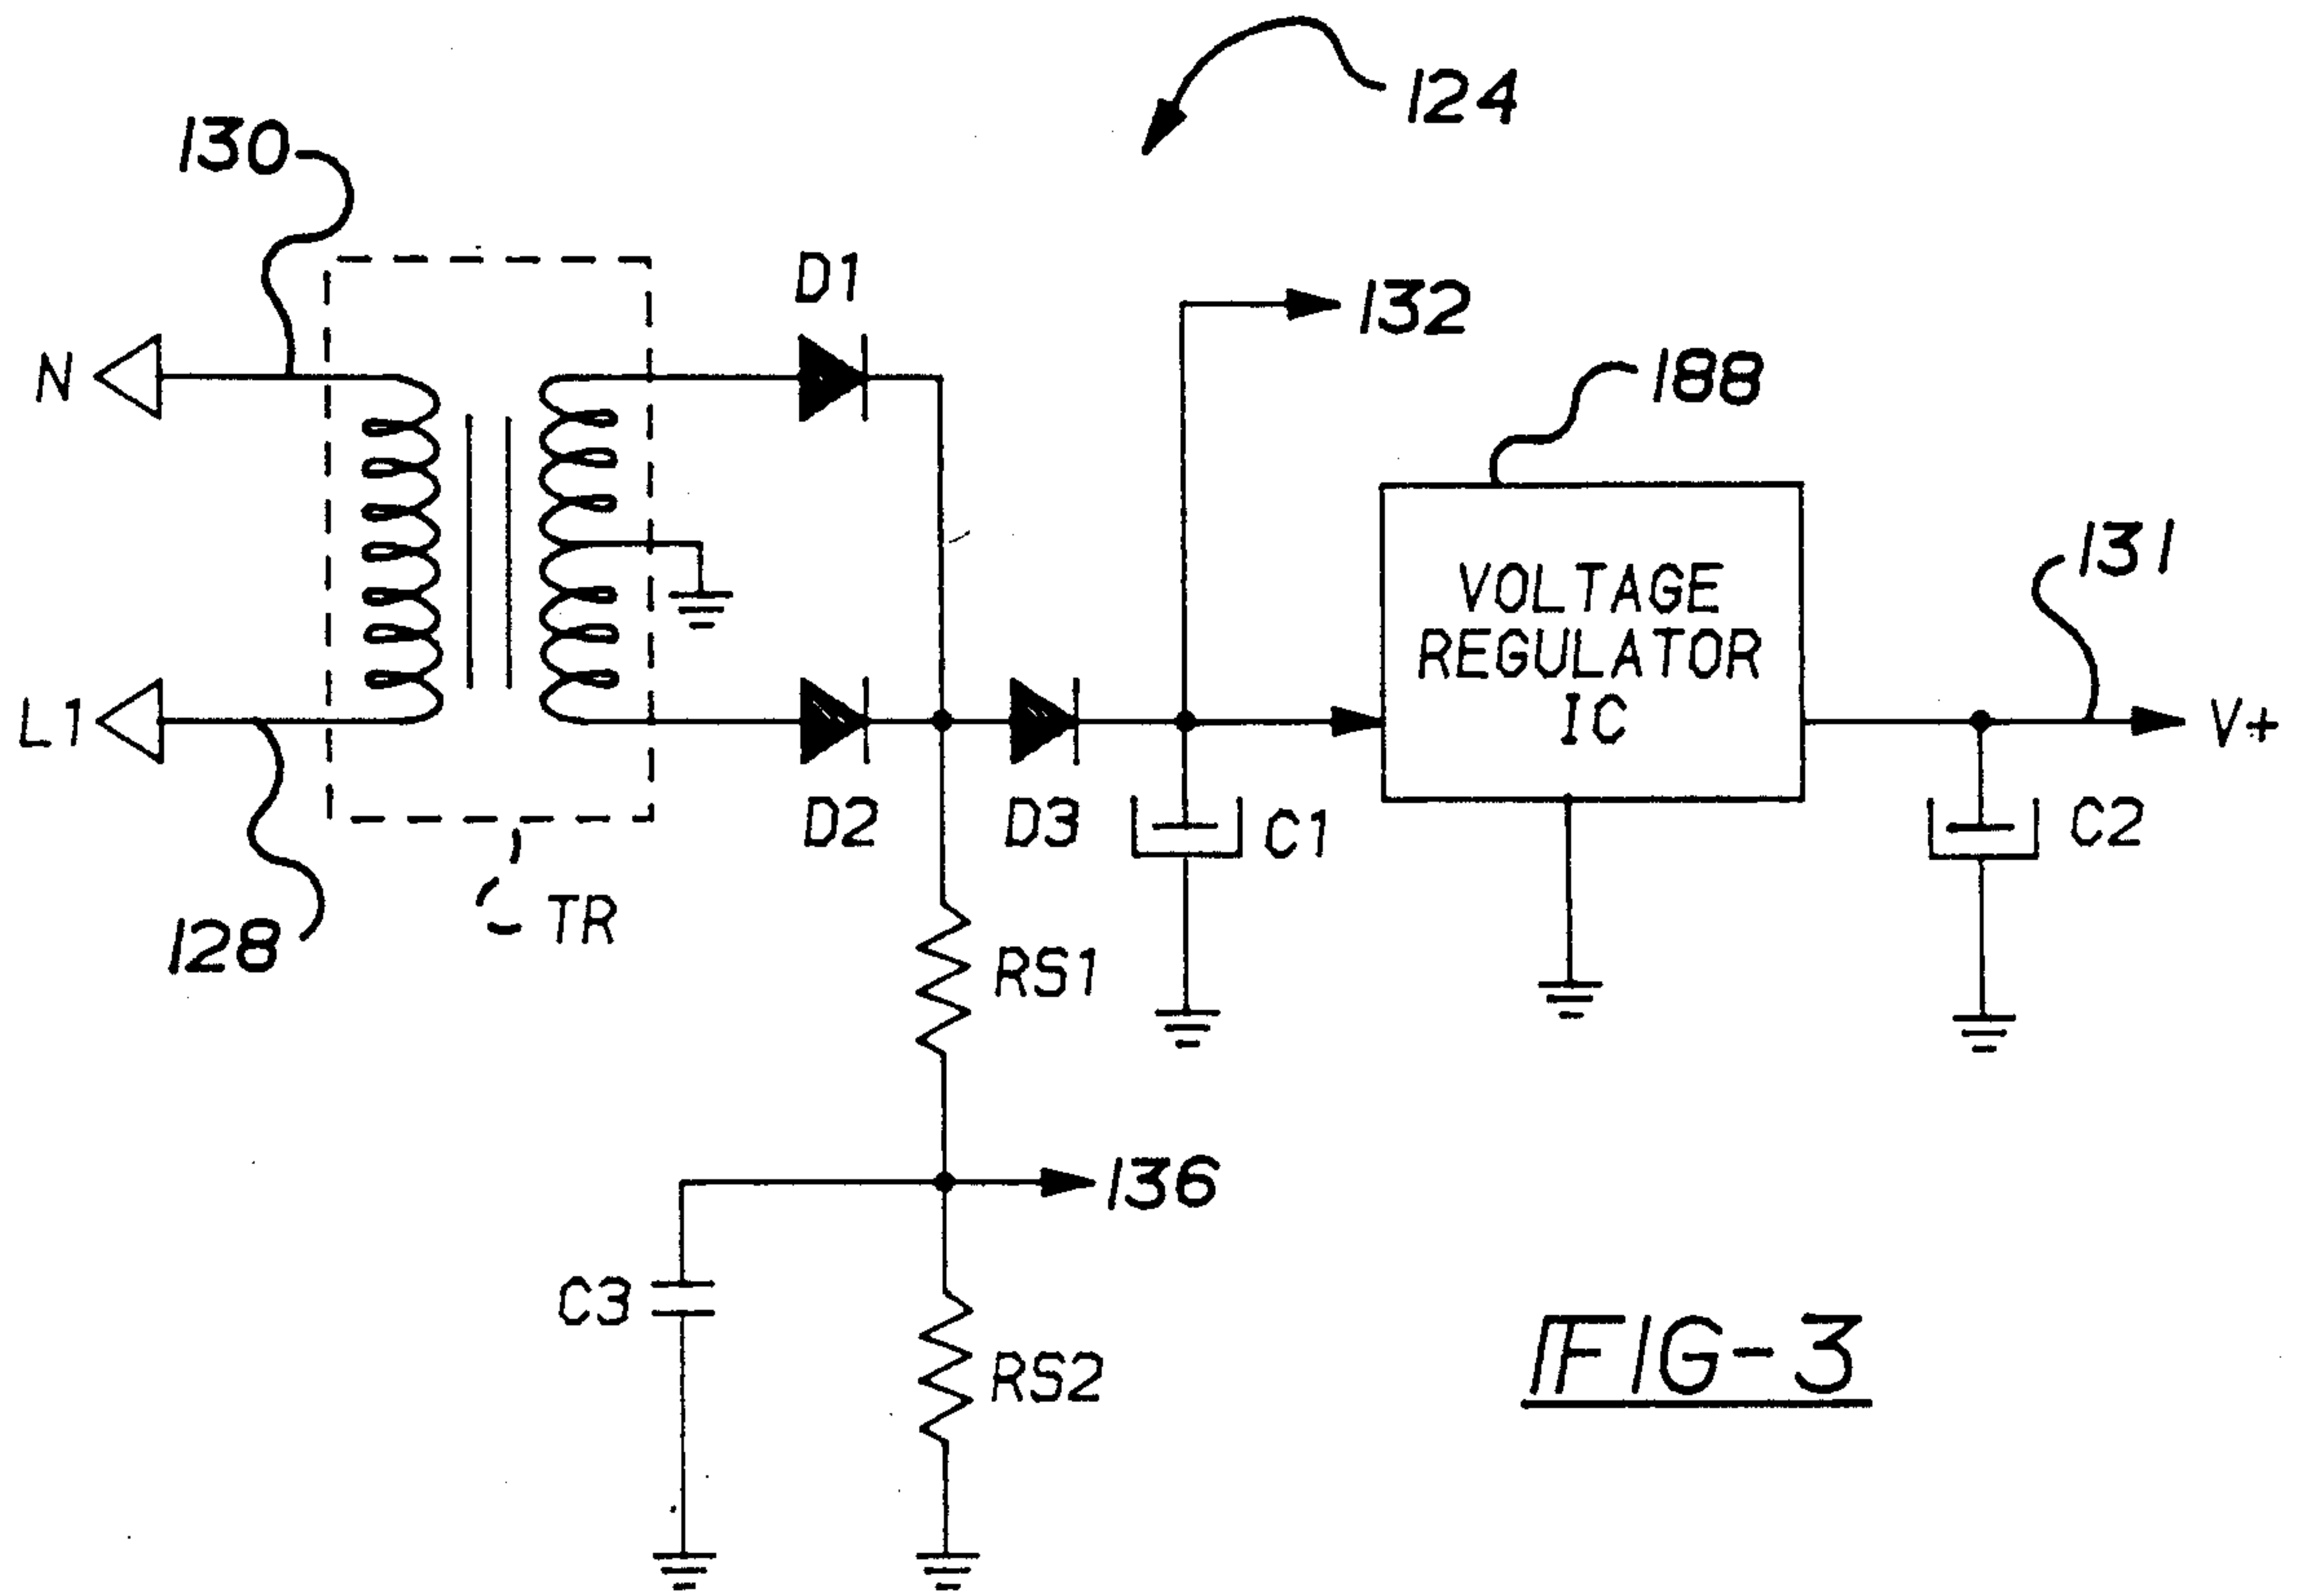 124
130
D1
132
N
188
131
VOLTAGE
REGULATOR
IC
L1
V+
D2
D3
C1
C2
TR
128
RS1
136
C3
RS2
FIG-3